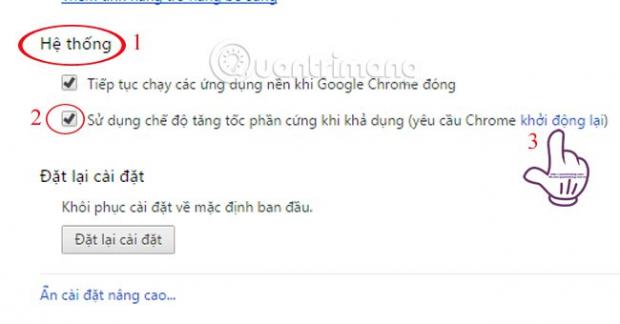 Hệ thống 1
Quantrimang
Tiếp tục chạy các ứng dụng nền khi Google Chrome đóng
2 Sử dụng chế độ tăng tốc phần cứng khi khả dụng (yêu cầu Chrome khởi động lại)
3
Đặt lại cài đặt
Khôi phục cài đặt về mặc định ban đầu.
Đặt lại cài đặt
Ẩn cài đặt nâng cao...